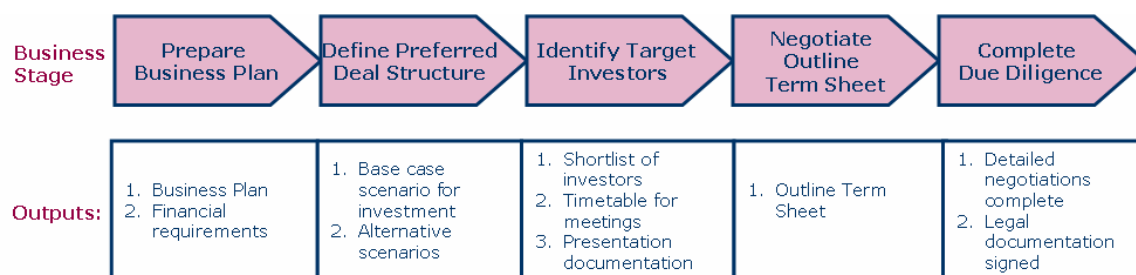 Business
Stage
Prepare
Business Plan
Define Preferred
Deal Structure
Identify Target
Investors
Negotiate
Outline
Term Sheet
Complete
Due Diligence
Outputs:
1. Business Plan
2. Financial
requirements
1. Base case
scenario for
investment
2. Alternative
scenarios
1. Shortlist of
investors
2. Timetable for
meetings
3. Presentation
documentation
1. Outline Term
Sheet
1. Detailed
negotiations
complete
2. Legal
documentation
signed